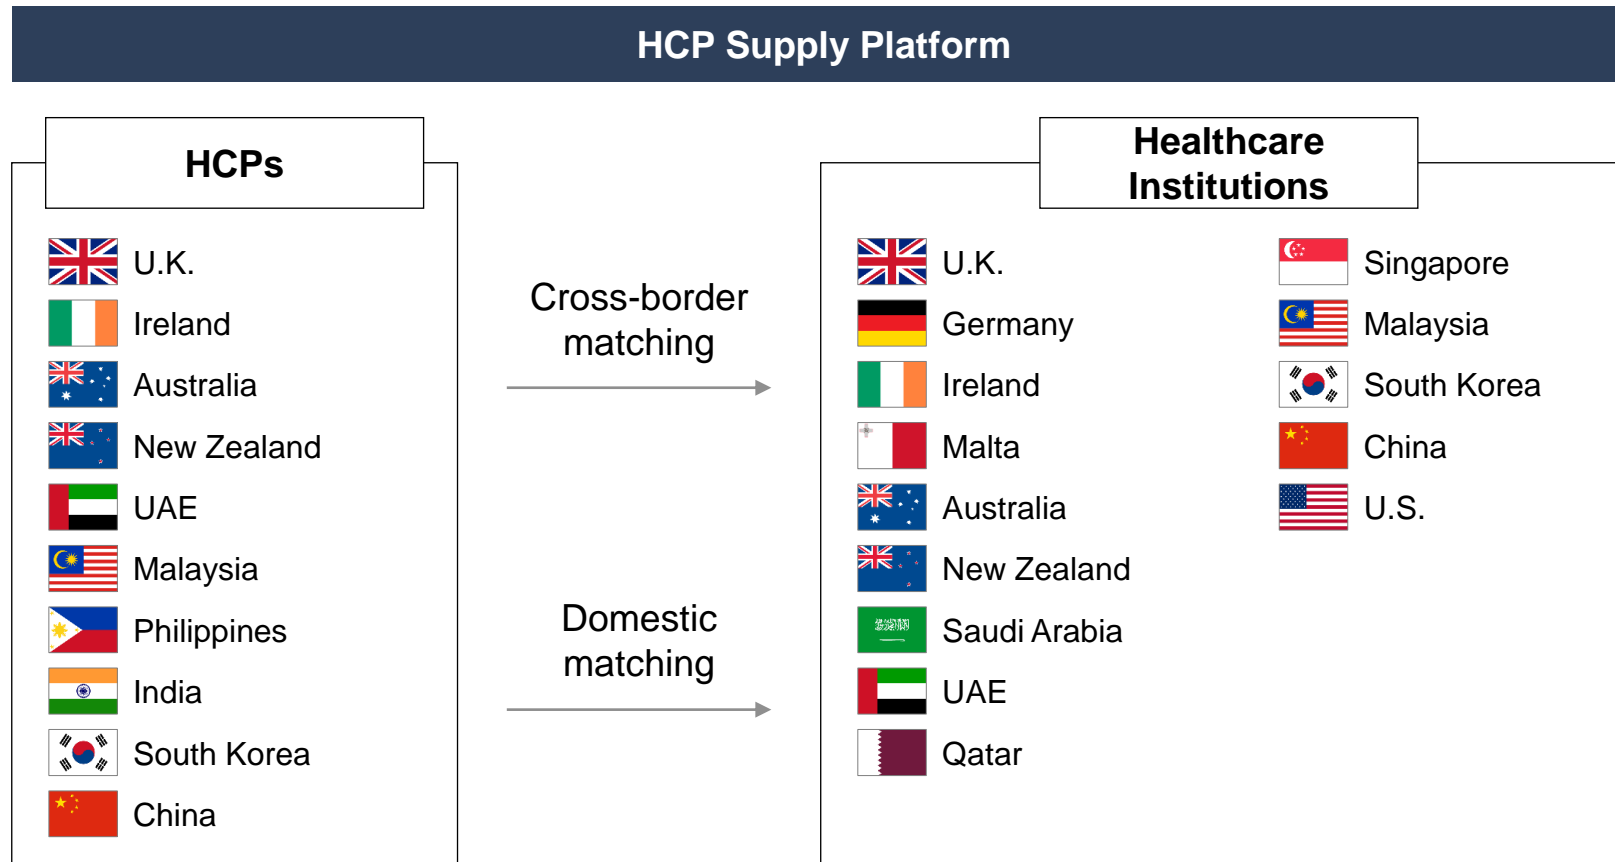 HCP Supply Platform
HCPs
U.K.
Ireland
Australia
New Zealand
UAE
Malaysia
Philippines
India
South Korea
China
Cross-border
matching
Domestic
matching
Healthcare
Institutions
U.K.
Germany
Ireland
Malta
Australia
New Zealand
Saudi Arabia
UAE
Qatar
Singapore
Malaysia
South Korea
China
U.S.